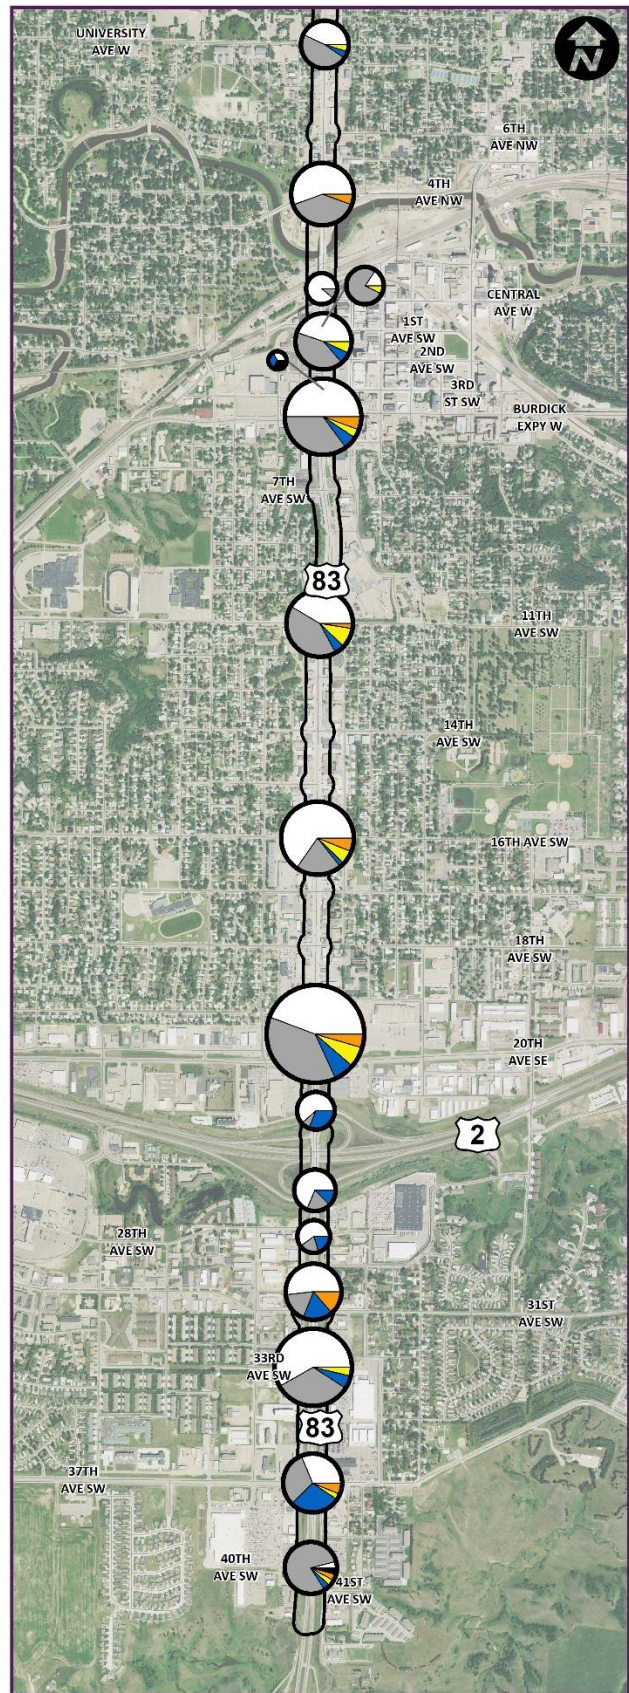 UNIVERSITY
AVE W
N
6TH
AVE NW
4TH
AVE NW
CENTRAL
AVE W
1ST
AVE SW
2ND
AVE SW
3RD
ST SW
BURDICK
EXPY W
7TH
AVE SW
83
11TH
AVE SW
14TH
AVE SW
16TH AVE SW
18TH
AVE SW
20TH
AVE SE
2
28TH
AVE SW
31ST
AVE SW
33RD
AVE SW
83
37TH
AVE SW
40TH
AVE SW
41ST
AVE SW